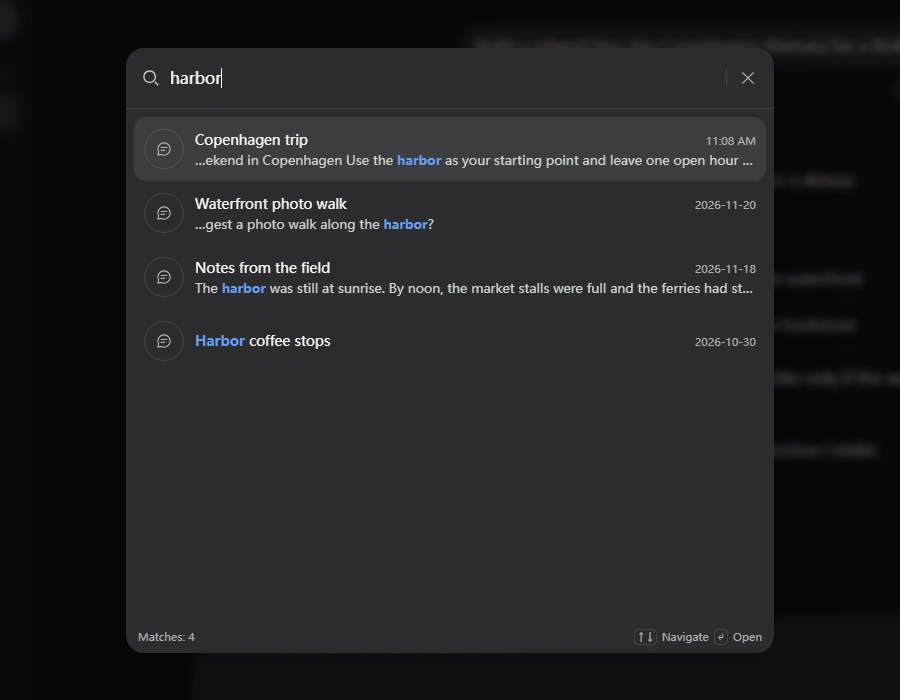 harbor
Copenhagen trip
11:08 AM
...ekend in Copenhagen Use the harbor as your starting point and leave one open hour ...
Waterfront photo walk
2026-11-20
...gest a photo walk along the harbor?
Notes from the field
2026-11-18
The harbor was still at sunrise. By noon, the market stalls were full and the ferries had st...
Harbor coffee stops
2026-10-30
Matches: 4
↑↓ Navigate ↵ Open